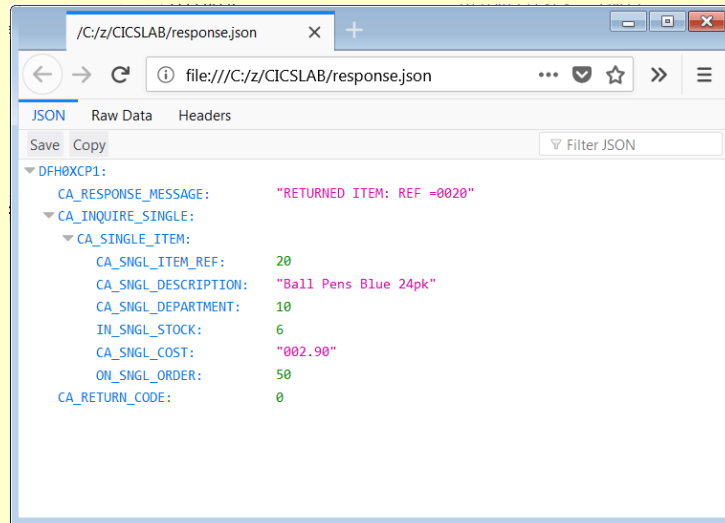 /C:/z/CICSLAB/response.json
file:///C:/z/CICSLAB/response.json
JSON Raw Data Headers
Save Copy Filter JSON
DFH0XCP1:
CA_RESPONSE_MESSAGE: "RETURNED ITEM: REF =0020"
CA_INQUIRE_SINGLE:
CA_SINGLE_ITEM:
CA_SNGL_ITEM_REF: 20
CA_SNGL_DESCRIPTION: "Ball Pens Blue 24pk"
CA_SNGL_DEPARTMENT: 10
IN_SNGL_STOCK: 6
CA_SNGL_COST: "002.90"
ON_SNGL_ORDER: 50
CA_RETURN_CODE: 0